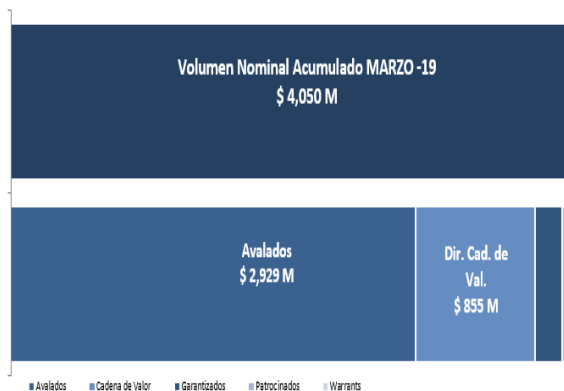 Volumen Nominal Acumulado MARZO -19
$ 4,050 M
Avalados
$ 2,929 M
Dir. Cad. de
Val.
$ 855 M
Avalados Cadena de Valor Garantizados Patrocinados Warrants